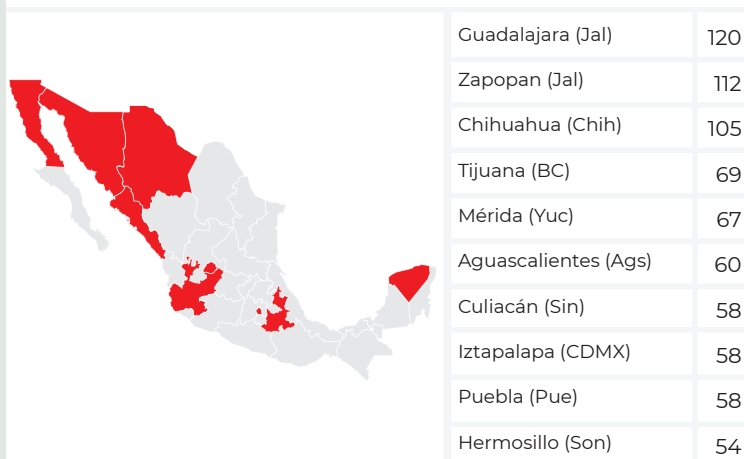 Guadalajara (Jal) 120
Zapopan (Jal) 112
Chihuahua (Chih) 105
Tijuana (BC) 69
Mérida (Yuc) 67
Aguascalientes (Ags) 60
Culiacán (Sin) 58
Iztapalapa (CDMX) 58
Puebla (Pue) 58
Hermosillo (Son) 54